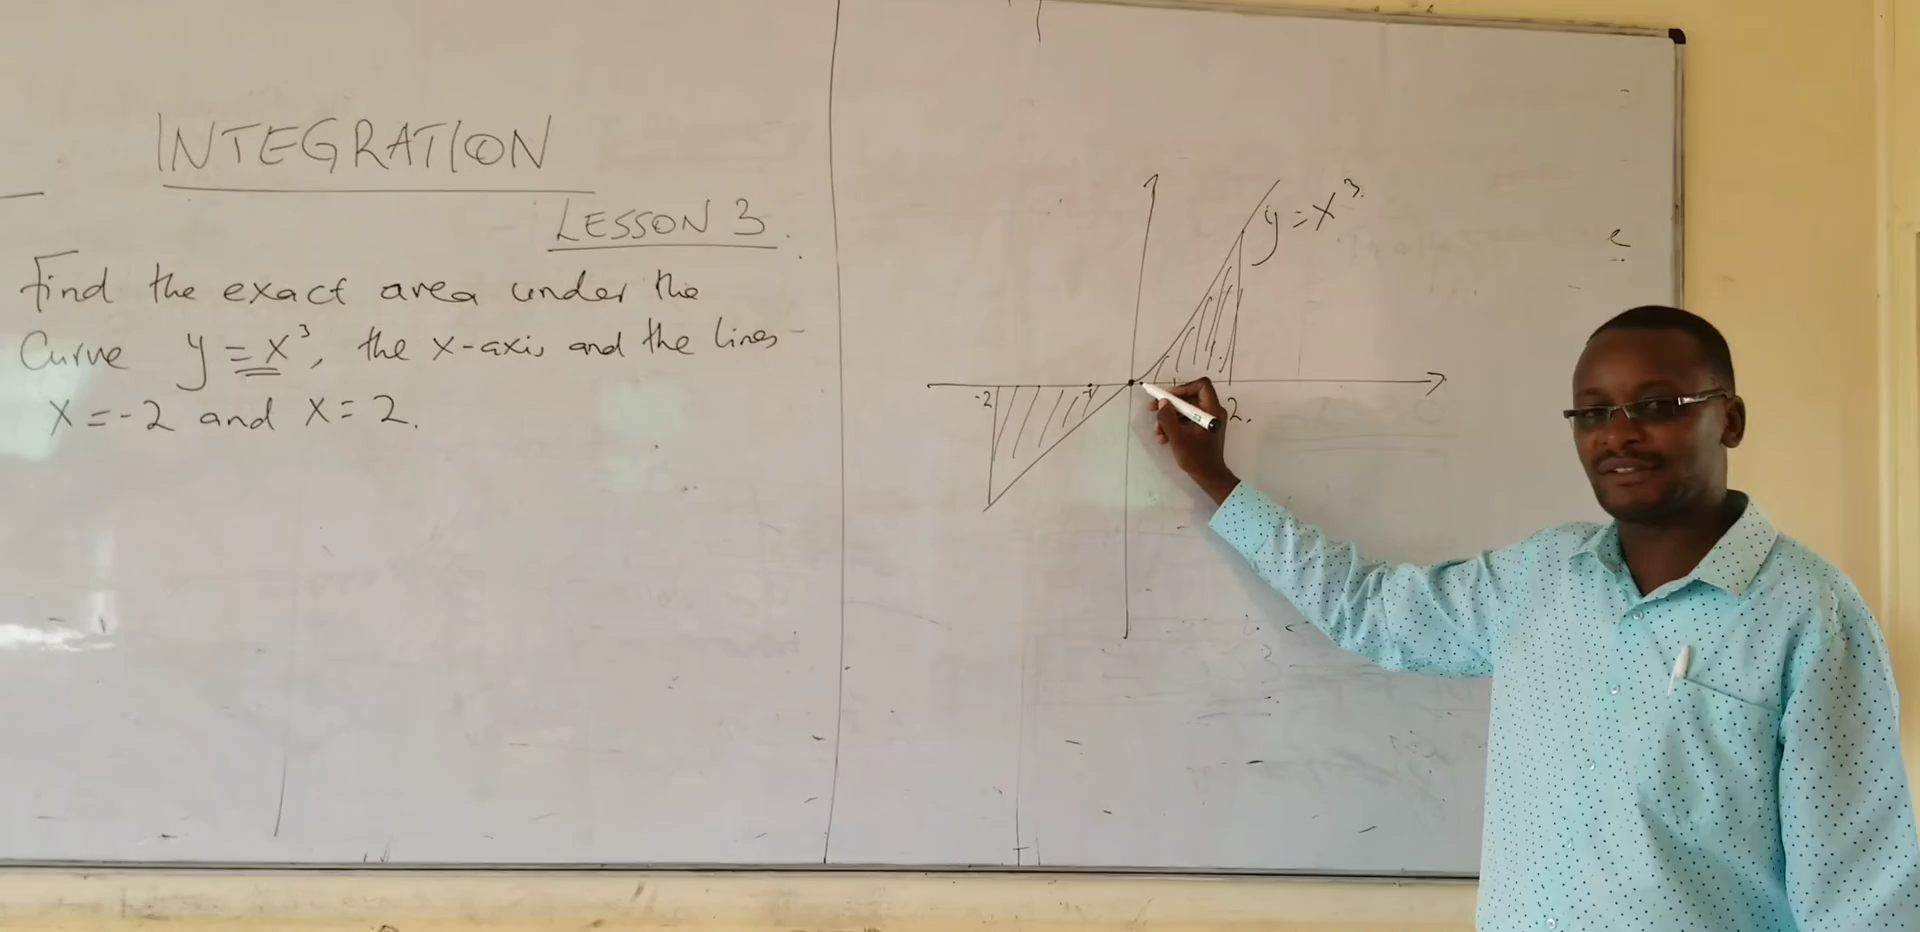 INTEGRATION
LESSON 3.
Find the exact area under the
Curve y = x³, the x-axis and the lines
x = -2 and x = 2.
y = x³
-2
-1
2.